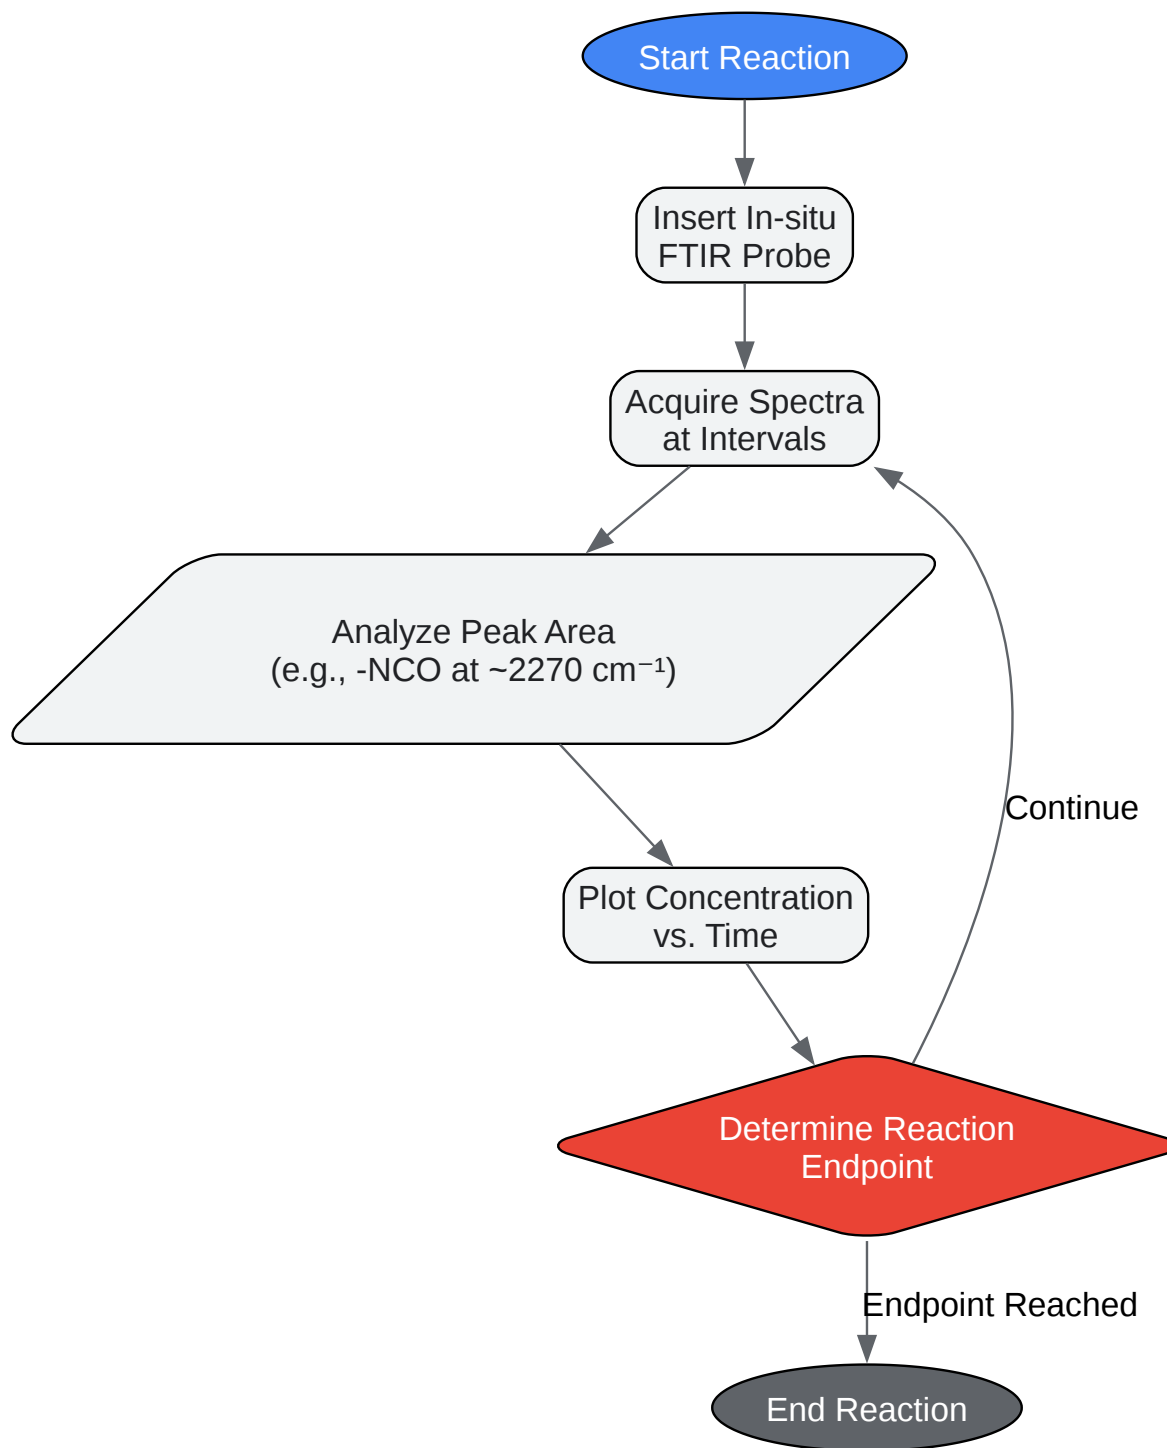 Start Reaction
Insert In-situ
FTIR Probe
Acquire Spectra
at Intervals
Analyze Peak Area
(e.g., -NCO at ~2270 cm⁻¹)
Continue
Plot Concentration
vs. Time
Determine Reaction
Endpoint
Endpoint Reached
End Reaction